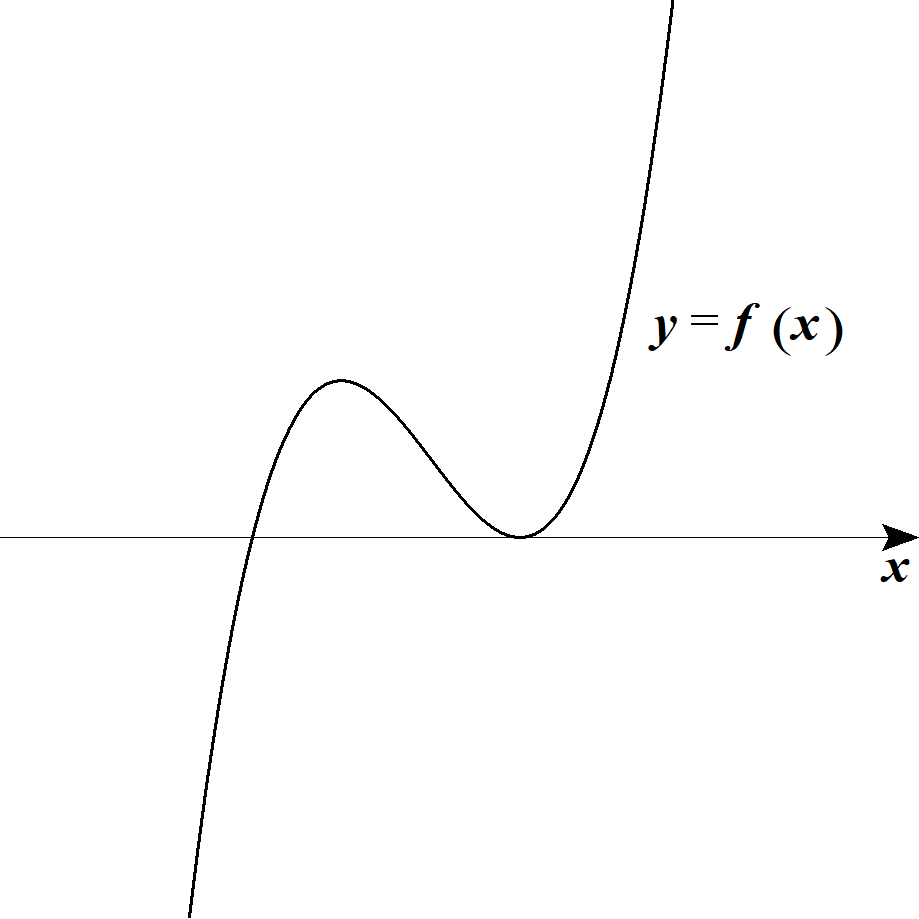 y = f (x)
x